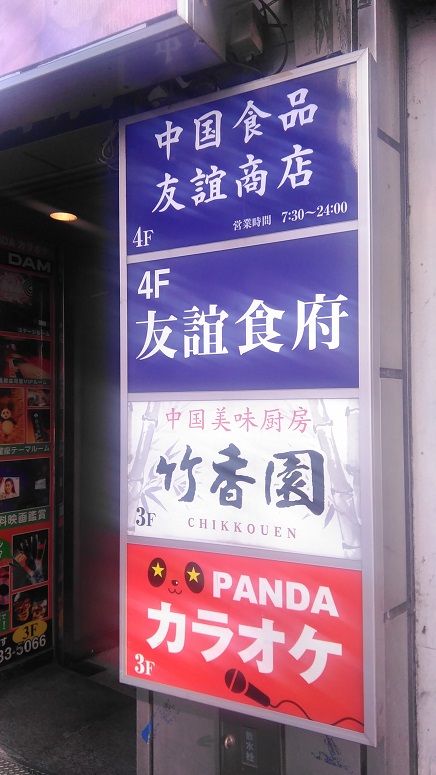 中国食品
友誼商店
営業時間 7:30～24:00
4F
4F
友誼食府
中国美味厨房
竹香園
3F
CHIKKOUEN
PANDA
カラオケ
3F
DAM
3F
33-5066